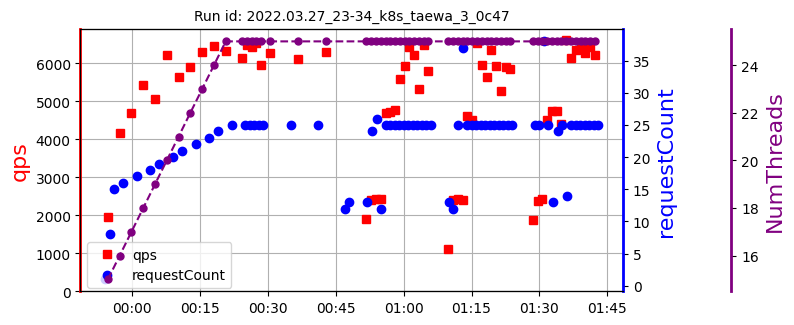 Run id: 2022.03.27_23-34_k8s_taewa_3_0c47
qps
6000
5000
4000
3000
2000
1000
0
00:00 00:15 00:30 00:45 01:00 01:15 01:30 01:45
qps
requestCount
35
30
25
20
15
10
5
0
requestCount
24
22
20
18
16
NumThreads